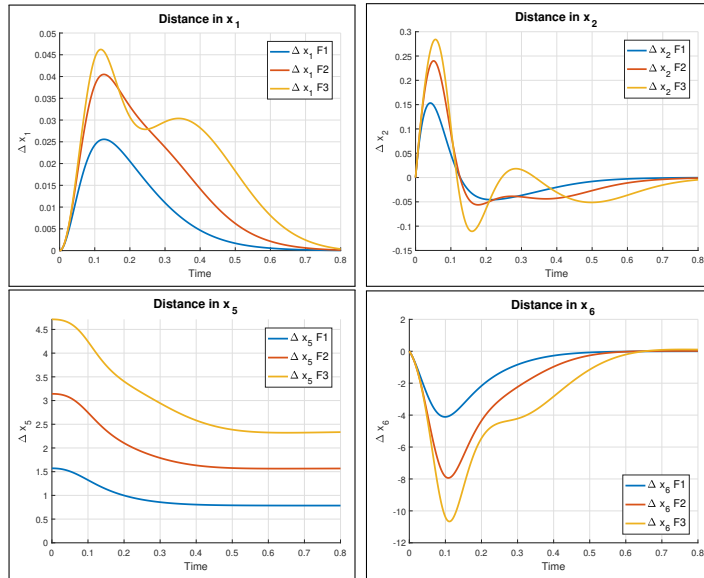 Distance in x1
Δ x1 F1
Δ x1 F2
Δ x1 F3
Δ x1
0.05
0.045
0.04
0.035
0.03
0.025
0.02
0.015
0.01
0.005
0
0 0.1 0.2 0.3 0.4 0.5 0.6 0.7 0.8
Time
Distance in x2
Δ x2 F1
Δ x2 F2
Δ x2 F3
Δ x2
0.3
0.25
0.2
0.15
0.1
0.05
0
-0.05
-0.1
-0.15
0 0.1 0.2 0.3 0.4 0.5 0.6 0.7 0.8
Time
Distance in x5
Δ x5 F1
Δ x5 F2
Δ x5 F3
Δ x5
4.5
4
3.5
3
2.5
2
1.5
1
0.5
0
0 0.1 0.2 0.3 0.4 0.5 0.6 0.7 0.8
Time
Distance in x6
2
0
-2
-4
-6
-8
-10
-12
Δ x6
Δ x6 F1
Δ x6 F2
Δ x6 F3
0 0.1 0.2 0.3 0.4 0.5 0.6 0.7 0.8
Time